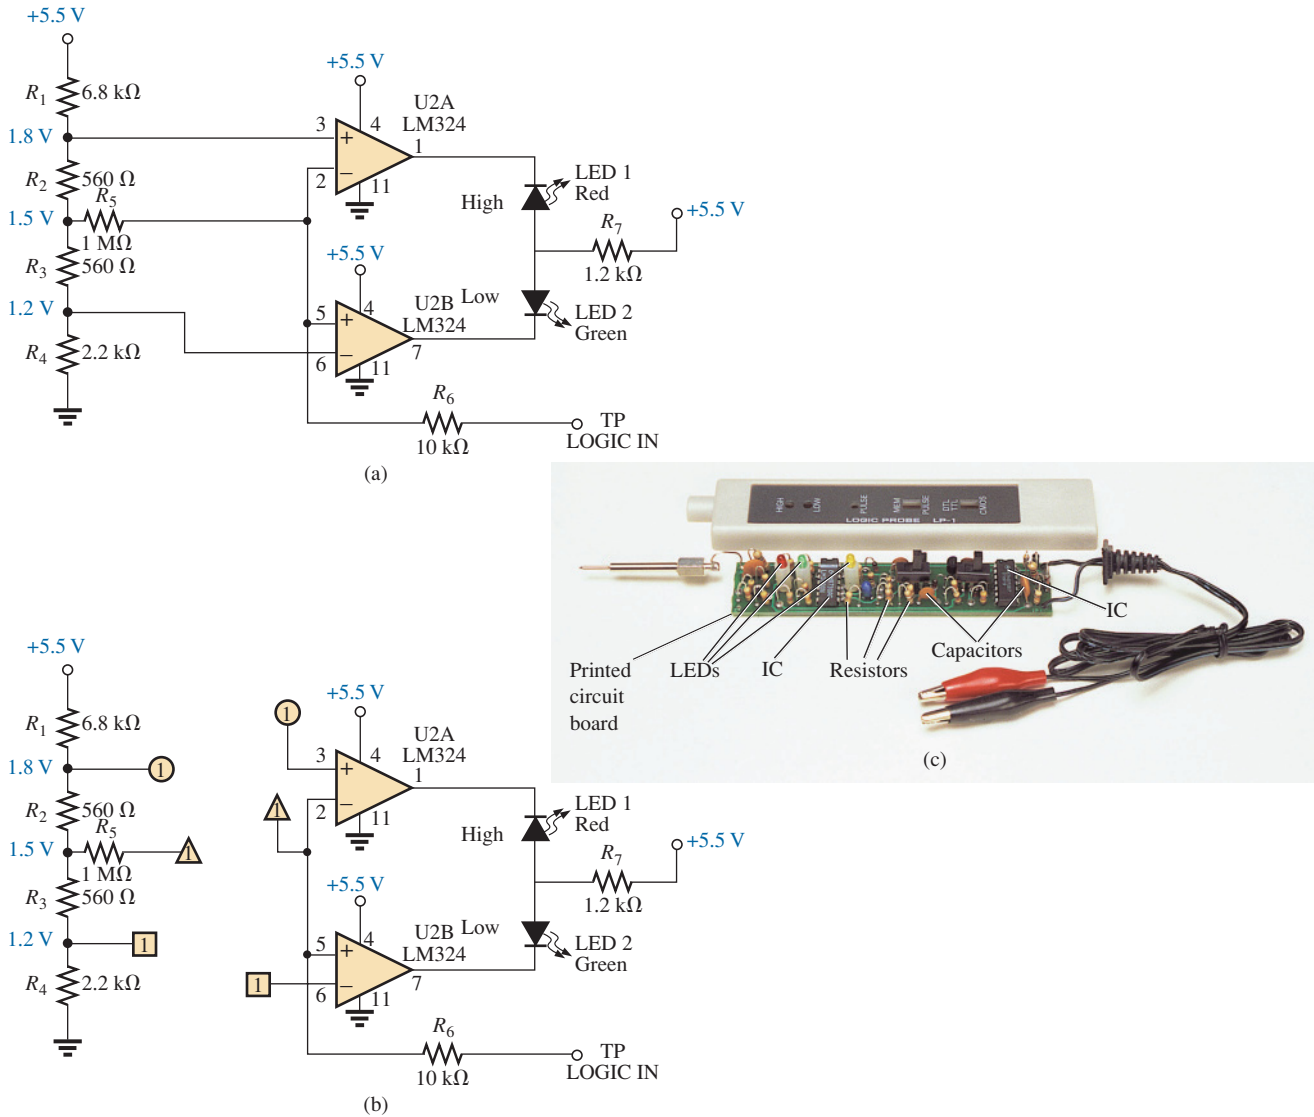 +5.5 V
R1 6.8 kΩ
1.8 V
R2 560 Ω
1.5 V
R5
1 MΩ
R3 560 Ω
1.2 V
R4 2.2 kΩ
+5.5 V
U2A
LM324
3
+
4
1
−
2
11
LED 1
Red
High
+5.5 V
R7
1.2 kΩ
+5.5 V
Low
U2B
LM324
5
+
4
7
−
6
11
LED 2
Green
R6
10 kΩ
TP
LOGIC IN
(a)
HIGH
LOW
PULSE
MEM
PULSE
DTL
TTL
CMOS
LOGIC PROBE LP-1
Printed
circuit
board
LEDs
IC
Resistors
Capacitors
IC
(c)
+5.5 V
R1 6.8 kΩ
1.8 V
1
R2 560 Ω
1.5 V
R5
1 MΩ
1
R3 560 Ω
1.2 V
1
R4 2.2 kΩ
1
+5.5 V
U2A
LM324
3
+
4
1
−
2
11
1
LED 1
Red
High
+5.5 V
R7
1.2 kΩ
+5.5 V
Low
U2B
LM324
5
+
4
7
−
6
11
1
LED 2
Green
R6
10 kΩ
TP
LOGIC IN
(b)